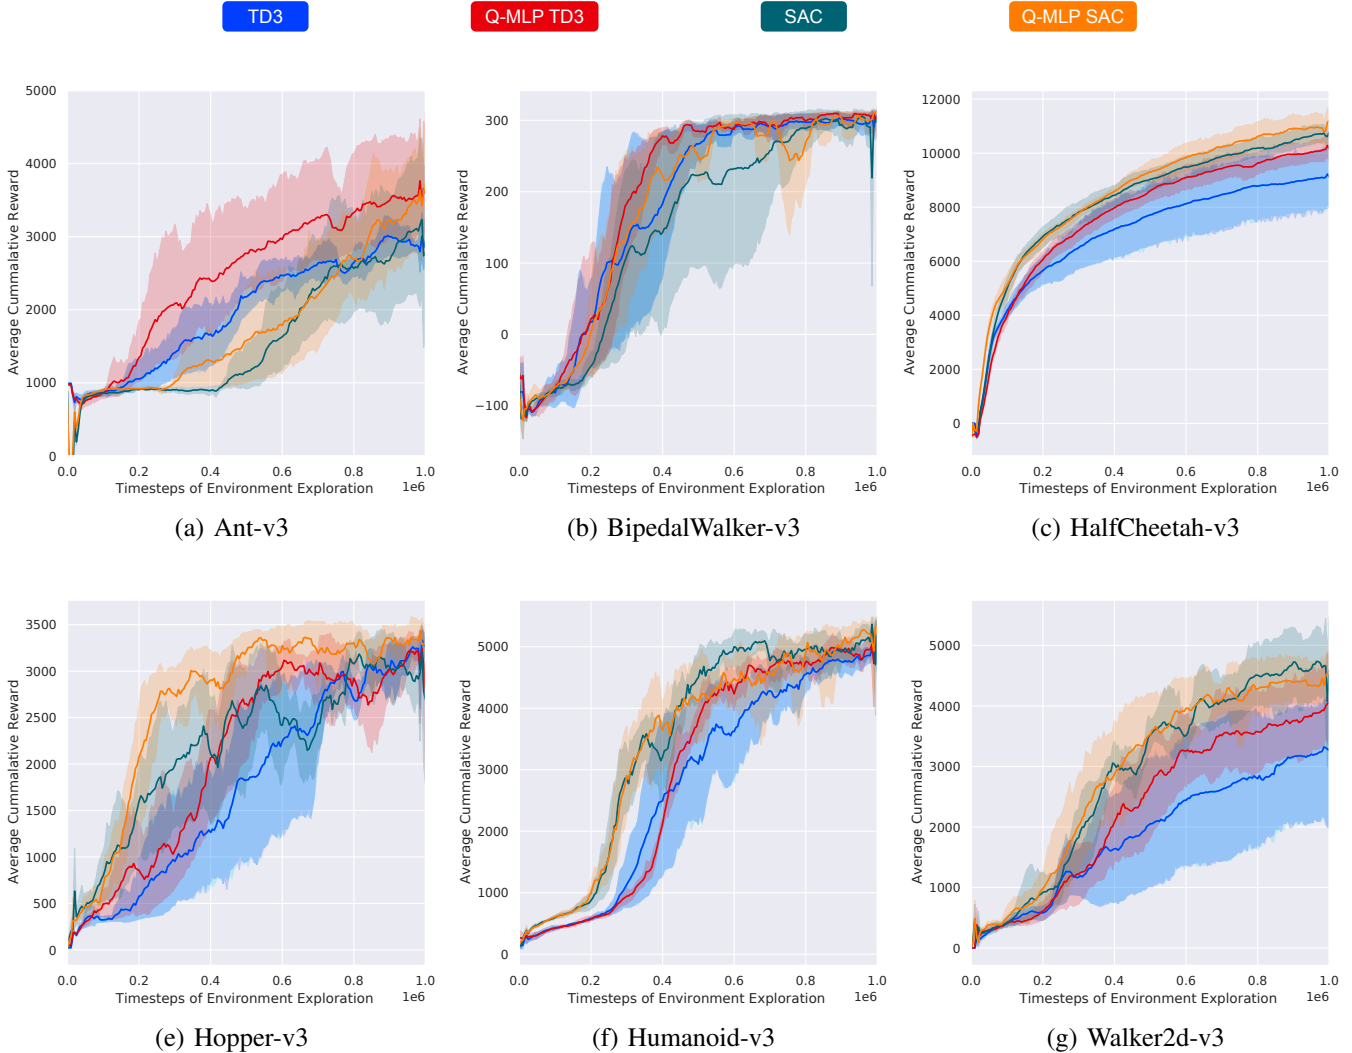 TD3 Q-MLP TD3 SAC Q-MLP SAC
Average Cummalative Reward
5000
4000
3000
2000
1000
0
0.0 0.2 0.4 0.6 0.8 1.0
Timesteps of Environment Exploration 1e6
(a) Ant-v3
Average Cummalative Reward
300
200
100
0
−100
0.0 0.2 0.4 0.6 0.8 1.0
Timesteps of Environment Exploration 1e6
(b) BipedalWalker-v3
Average Cummalative Reward
12000
10000
8000
6000
4000
2000
0
0.0 0.2 0.4 0.6 0.8 1.0
Timesteps of Environment Exploration 1e6
(c) HalfCheetah-v3
Average Cummalative Reward
3500
3000
2500
2000
1500
1000
500
0
0.0 0.2 0.4 0.6 0.8 1.0
Timesteps of Environment Exploration 1e6
(e) Hopper-v3
Average Cummalative Reward
5000
4000
3000
2000
1000
0
0.0 0.2 0.4 0.6 0.8 1.0
Timesteps of Environment Exploration 1e6
(f) Humanoid-v3
Average Cummalative Reward
5000
4000
3000
2000
1000
0
0.0 0.2 0.4 0.6 0.8 1.0
Timesteps of Environment Exploration 1e6
(g) Walker2d-v3